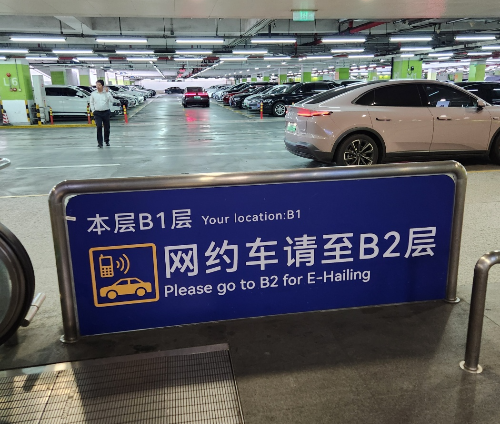 本层B1层 Your location:B1
网约车请至B2层
Please go to B2 for E-Hailing